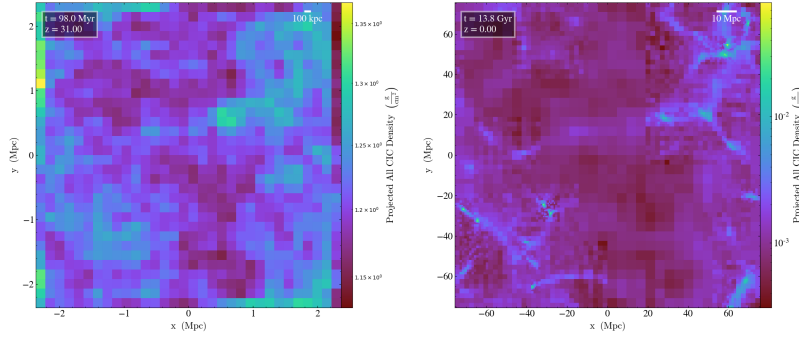 t = 98.0 Myr
z = 31.00
100 kpc
2
1
0
−1
−2
y (Mpc)
−2 −1 0 1 2
x (Mpc)
1.35×10⁰
1.3×10⁰
1.25×10⁰
1.2×10⁰
1.15×10⁰
Projected All CIC Density (g/cm²)
t = 13.8 Gyr
z = 0.00
10 Mpc
60
40
20
0
−20
−40
−60
y (Mpc)
−60 −40 −20 0 20 40 60
x (Mpc)
10⁻²
10⁻³
Projected All CIC Density (g/cm²)